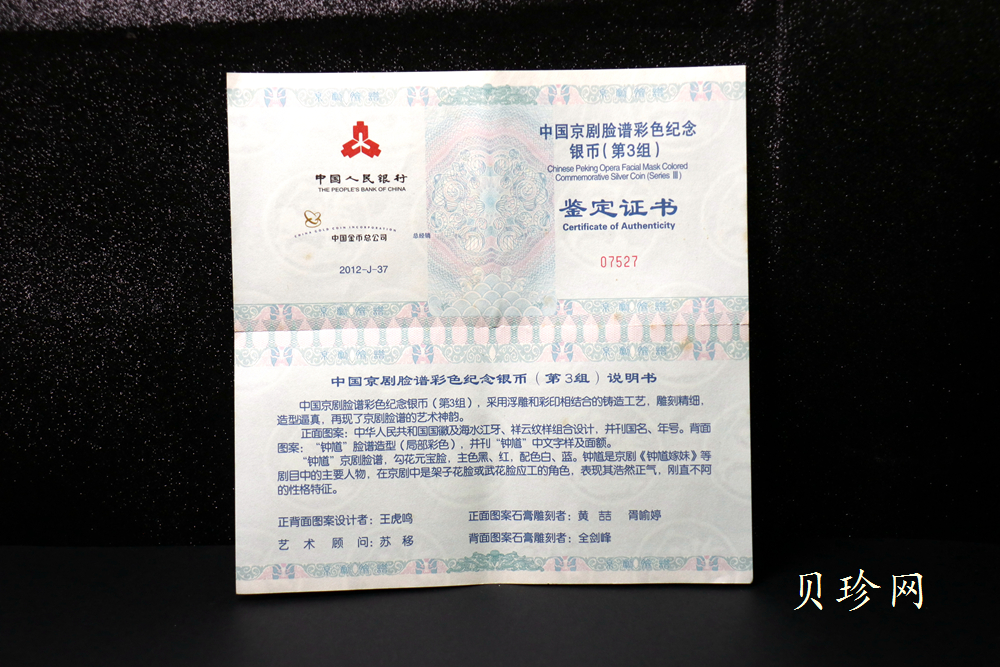 中国人民银行
THE PEOPLE'S BANK OF CHINA
CHINA GOLD COIN INCORPORATION
中国金币总公司
总经销
2012-J-37
中国京剧脸谱彩色纪念
银币(第3组)
Chinese Peking Opera Facial Mask Colored
Commemorative Silver Coin (Series Ⅲ)
鉴定证书
Certificate of Authenticity
07527
中国京剧脸谱彩色纪念银币(第3组)说明书
中国京剧脸谱彩色纪念银币(第3组),采用浮雕和彩印相结合的铸造工艺,雕刻精细,
造型逼真,再现了京剧脸谱的艺术神韵。
正面图案:中华人民共和国国徽及海水江牙、祥云纹样组合设计,并刊国名、年号。背面
图案:“钟馗”脸谱造型(局部彩色),并刊“钟馗”中文字样及面额。
“钟馗”京剧脸谱,勾花元宝脸,主色黑、红,配色白、蓝。钟馗是京剧《钟馗嫁妹》等
剧目中的主要人物,在京剧中是架子花脸或武花脸应工的角色,表现其浩然正气,刚直不阿
的性格特征。
正背面图案设计者:王虎鸣
正面图案石膏雕刻者:黄 喆 胥喻婷
艺术顾问:苏 移
背面图案石膏雕刻者:全剑峰
贝珍网